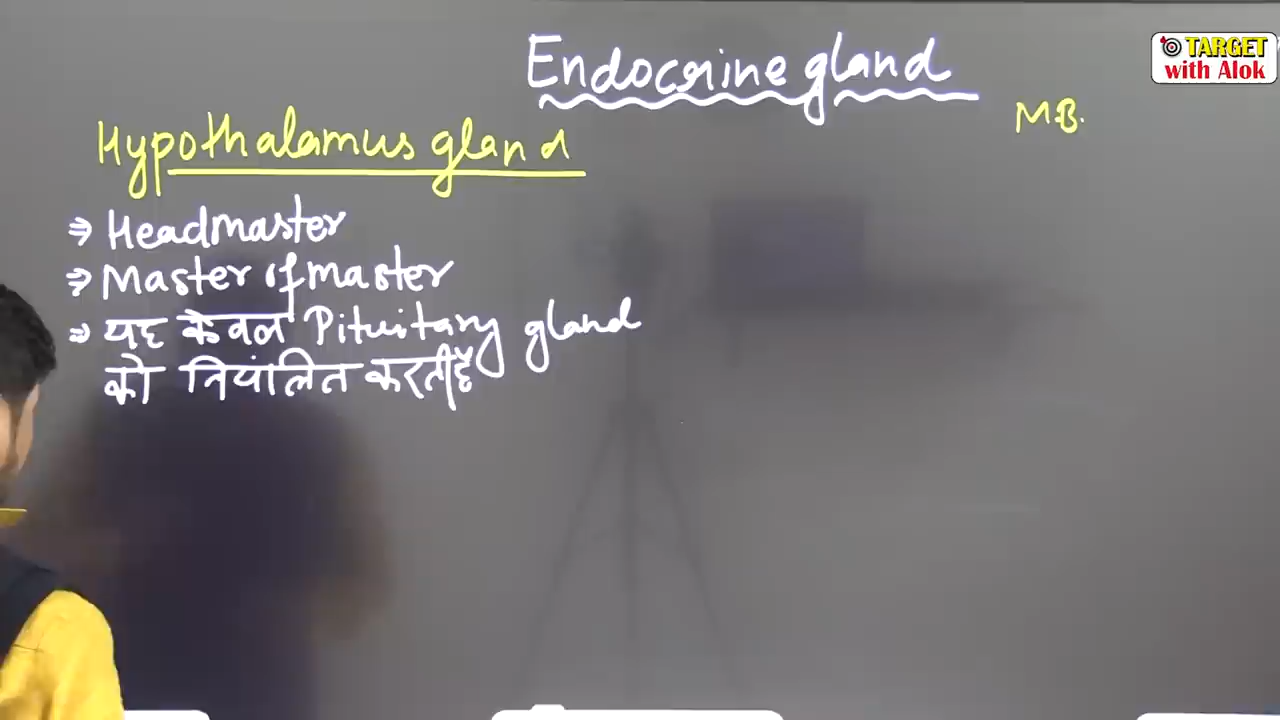 Endocrine gland
TARGET
with Alok
M.B.
Hypothalamus gland
⇒ Headmaster
⇒ Master of master
⇒ यह केवल Pituitary gland
को नियंत्रित करती है